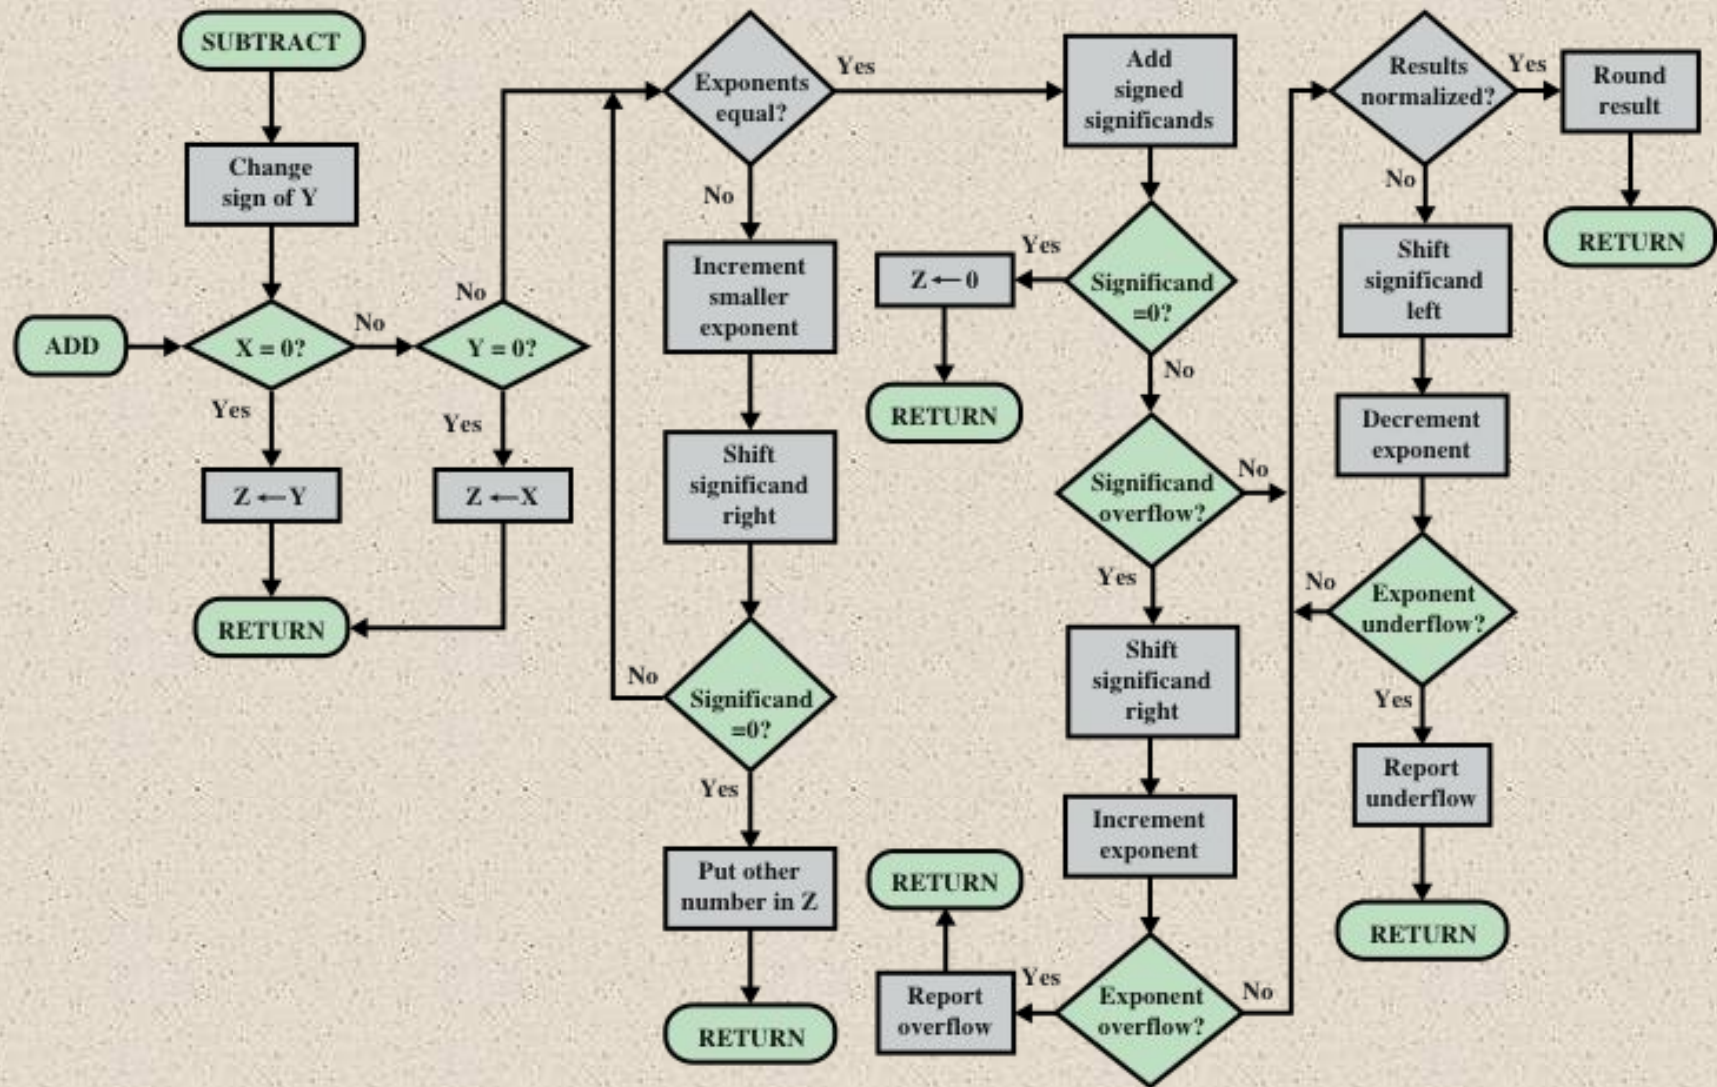 SUBTRACT
Change
sign of Y
ADD
X = 0?
No
Y = 0?
No
Yes
Yes
Z ← Y
Z ← X
RETURN
Exponents
equal?
Yes
No
Increment
smaller
exponent
Shift
significand
right
No
Significand
=0?
Yes
Put other
number in Z
RETURN
Add
signed
significands
Yes
Significand
=0?
Z ← 0
RETURN
No
Significand
overflow?
No
Yes
Shift
significand
right
Increment
exponent
Exponent
overflow?
Yes
No
Report
overflow
RETURN
Results
normalized?
Yes
Round
result
RETURN
No
Shift
significand
left
Decrement
exponent
No
Exponent
underflow?
Yes
Report
underflow
RETURN